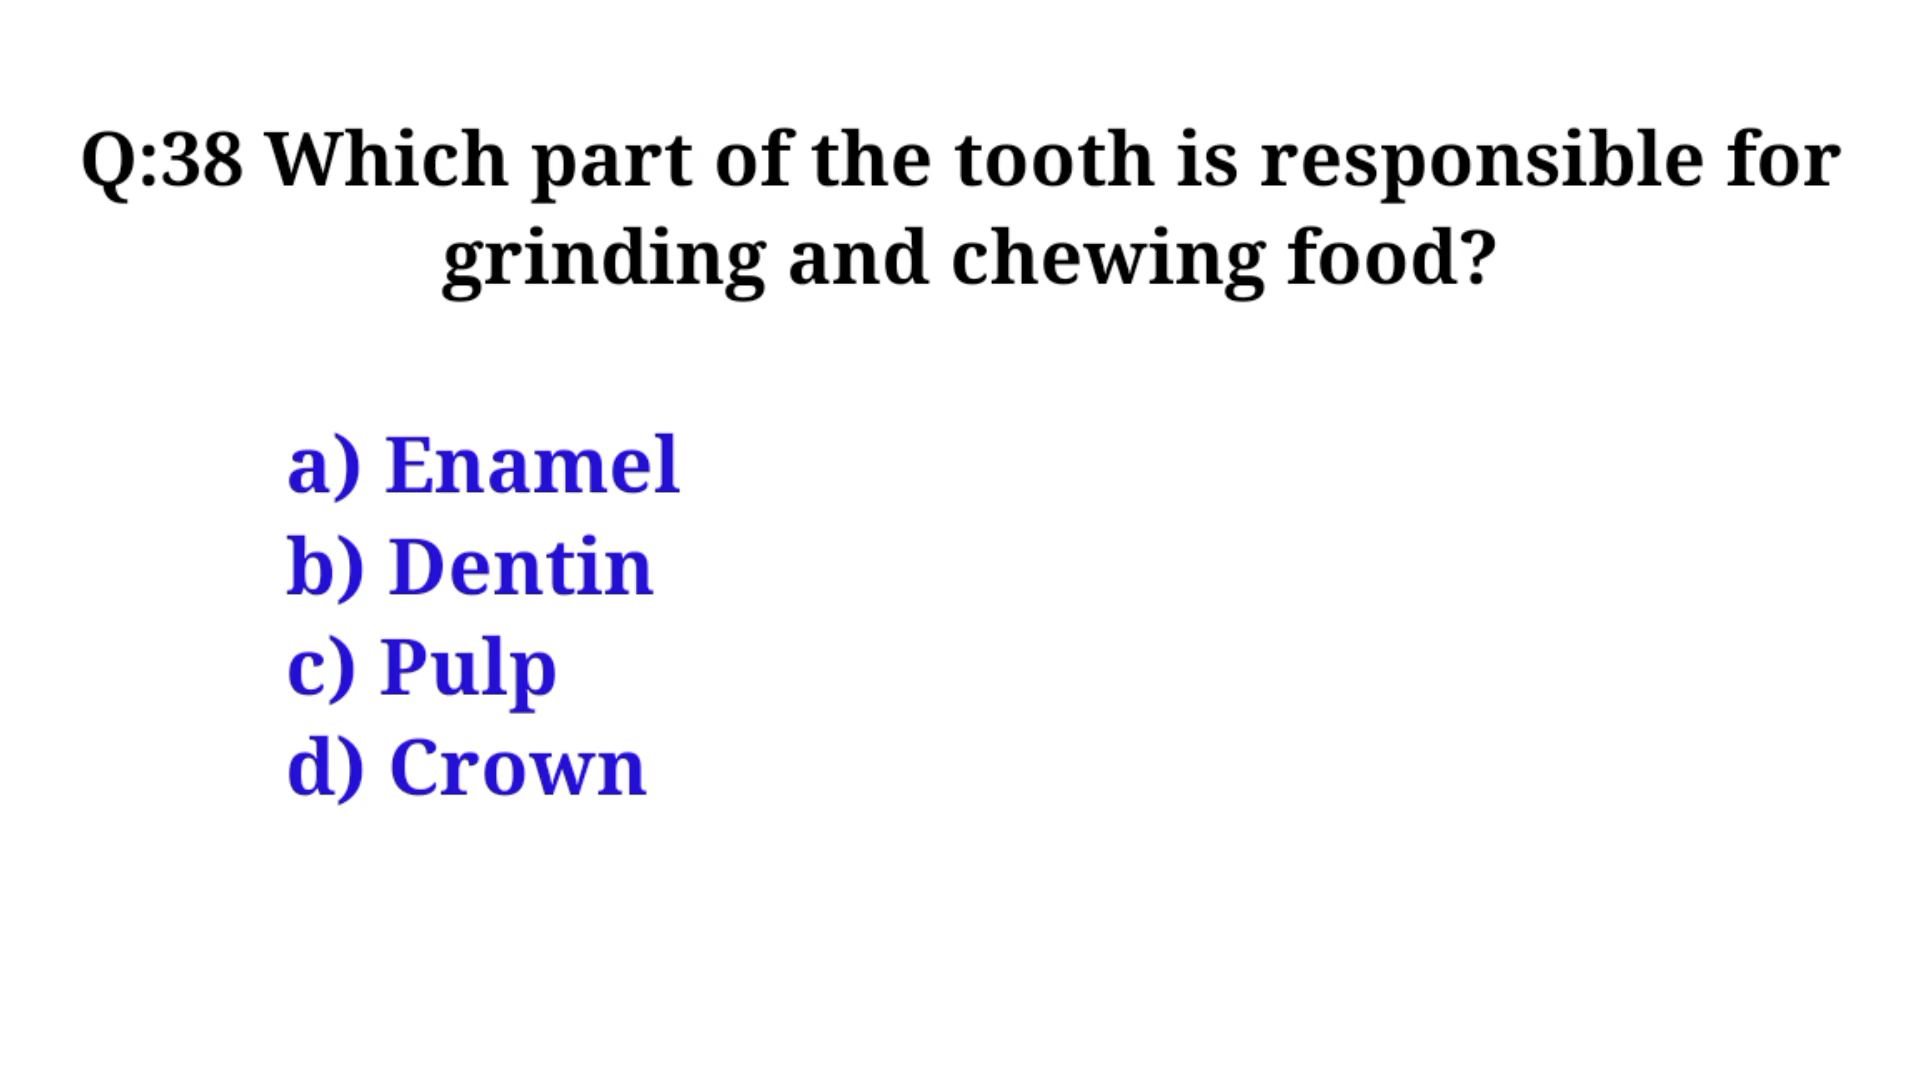 Q:38 Which part of the tooth is responsible for
grinding and chewing food?
a) Enamel
b) Dentin
c) Pulp
d) Crown